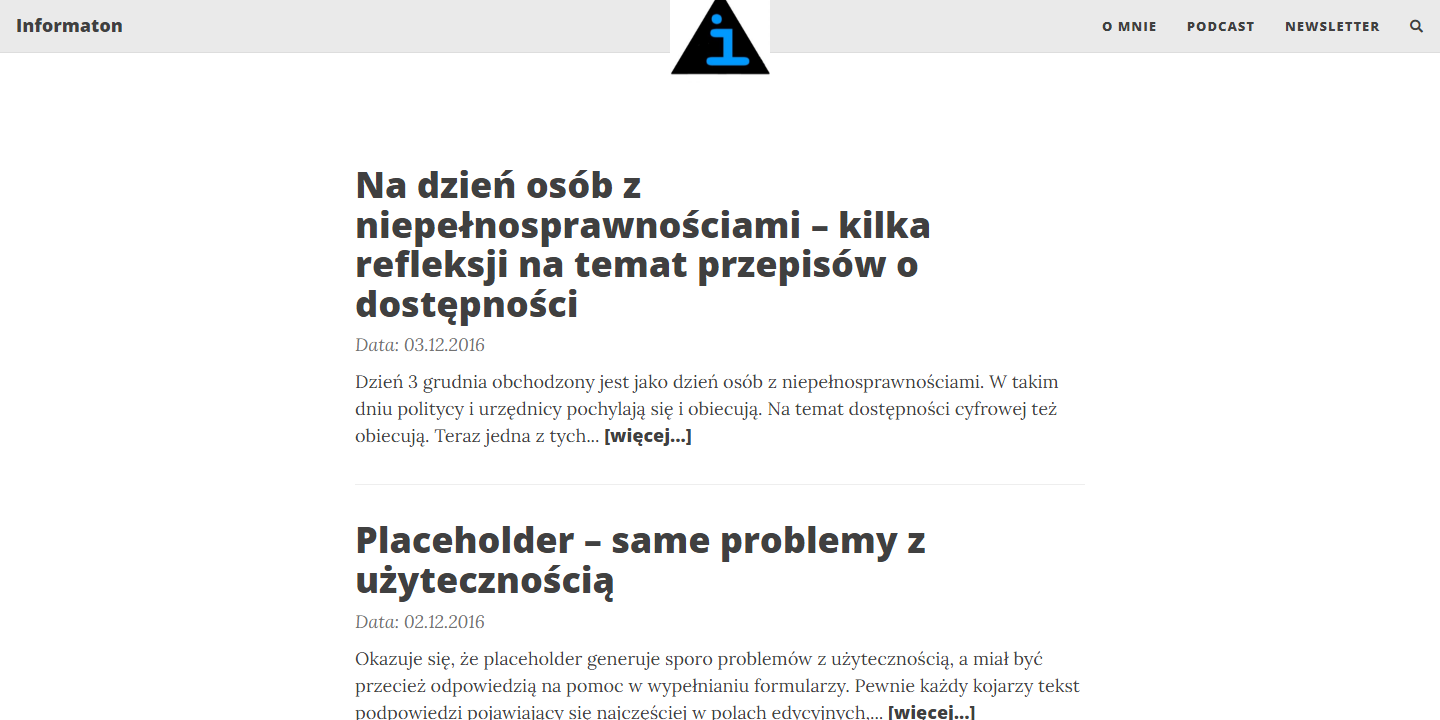 Informaton
i
O MNIE
PODCAST
NEWSLETTER
Na dzień osób z
niepełnosprawnościami – kilka
refleksji na temat przepisów o
dostępności
Data: 03.12.2016
Dzień 3 grudnia obchodzony jest jako dzień osób z niepełnosprawnościami. W takim
dniu politycy i urzędnicy pochylają się i obiecują. Na temat dostępności cyfrowej też
obiecują. Teraz jedna z tych... [więcej...]
Placeholder – same problemy z
użytecznością
Data: 02.12.2016
Okazuje się, że placeholder generuje sporo problemów z użytecznością, a miał być
przecież odpowiedzią na pomoc w wypełnianiu formularzy. Pewnie każdy kojarzy tekst
podpowiedzi pojawiający się najczęściej w polach edycyjnych,... [więcej...]